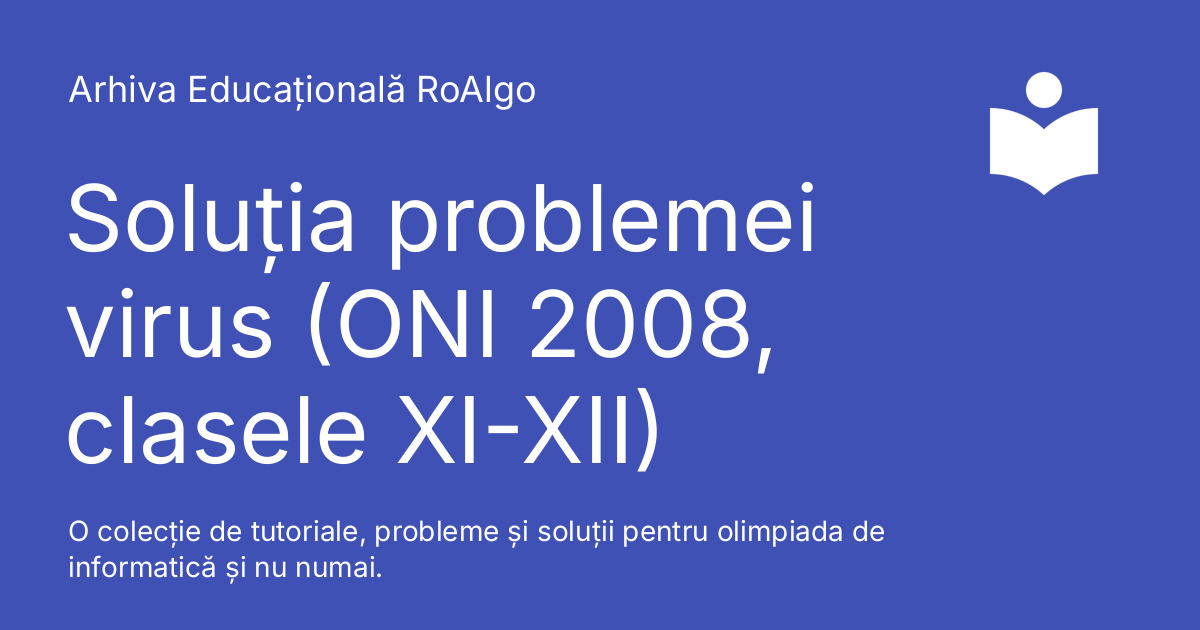 Arhiva Educațională RoAlgo
Soluția problemei
virus (ONI 2008,
clasele XI-XII)
O colecție de tutoriale, probleme și soluții pentru olimpiada de
informatică și nu numai.